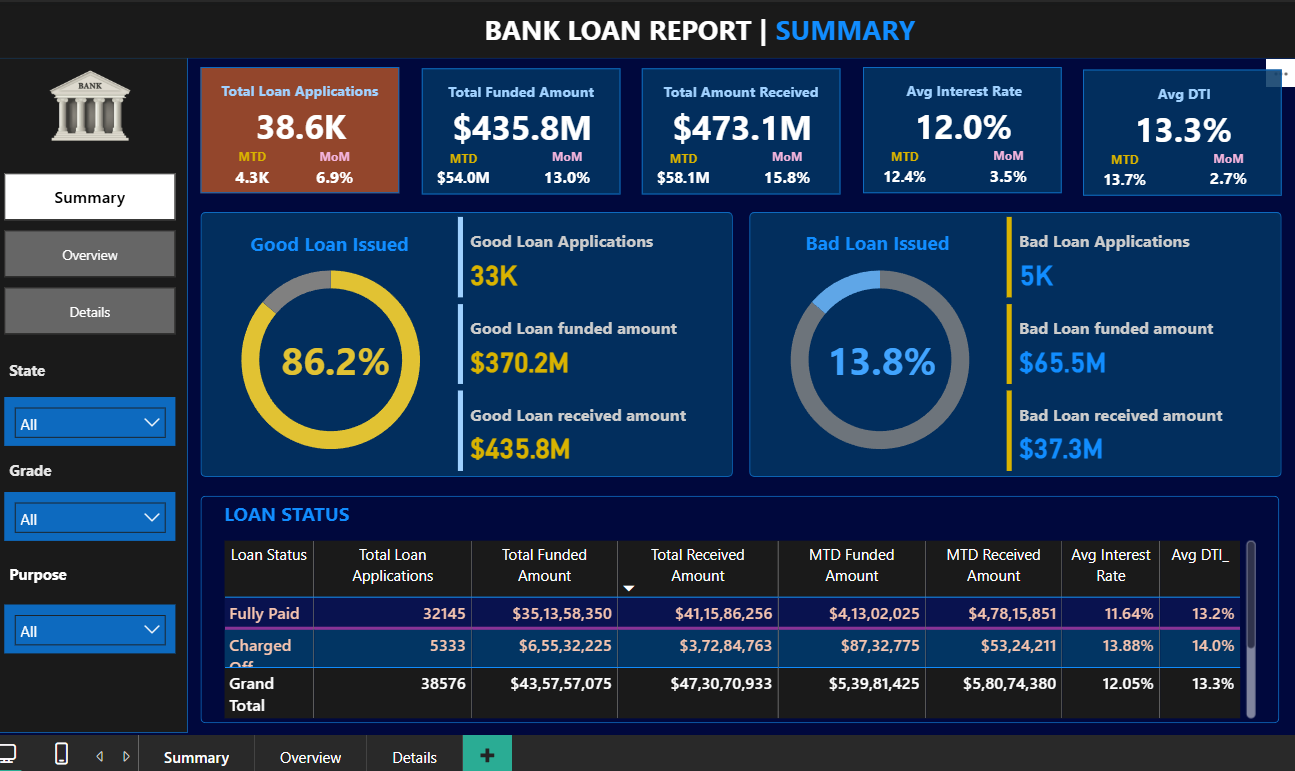 BANK LOAN REPORT | SUMMARY
BANK
Summary
Overview
Details
State
All
Grade
All
Purpose
All
Total Loan Applications
38.6K
MTD MoM
4.3K 6.9%
Total Funded Amount
$435.8M
MTD MoM
$54.0M 13.0%
Total Amount Received
$473.1M
MTD MoM
$58.1M 15.8%
Avg Interest Rate
12.0%
MTD MoM
12.4% 3.5%
Avg DTI
13.3%
MTD MoM
13.7% 2.7%
Good Loan Issued
86.2%
Good Loan Applications
33K
Good Loan funded amount
$370.2M
Good Loan received amount
$435.8M
Bad Loan Issued
13.8%
Bad Loan Applications
5K
Bad Loan funded amount
$65.5M
Bad Loan received amount
$37.3M
LOAN STATUS
Loan Status Total Loan Total Funded Total Received MTD Funded MTD Received Avg Interest Avg DTI_
Applications Amount Amount Amount Amount Rate
Fully Paid 32145 $35,13,58,350 $41,15,86,256 $4,13,02,025 $4,78,15,851 11.64% 13.2%
Charged 5333 $6,55,32,225 $3,72,84,763 $87,32,775 $53,24,211 13.88% 14.0%
Off
Grand 38576 $43,57,57,075 $47,30,70,933 $5,39,81,425 $5,80,74,380 12.05% 13.3%
Total
Summary Overview Details +